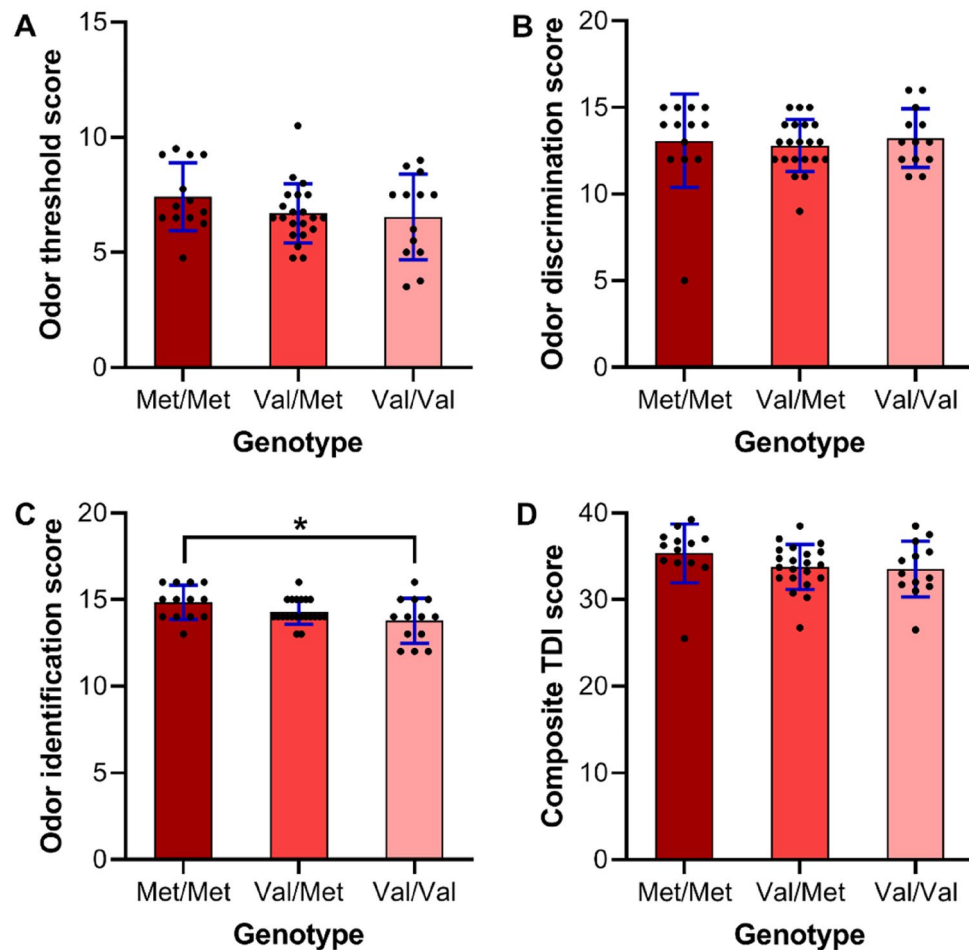 A
Odor threshold score
15
10
5
0
Met/Met Val/Met Val/Val
Genotype
B
Odor discrimination score
20
15
10
5
0
Met/Met Val/Met Val/Val
Genotype
C
Odor identification score
20
15
10
5
0
*
Met/Met Val/Met Val/Val
Genotype
D
Composite TDI score
40
30
20
10
0
Met/Met Val/Met Val/Val
Genotype